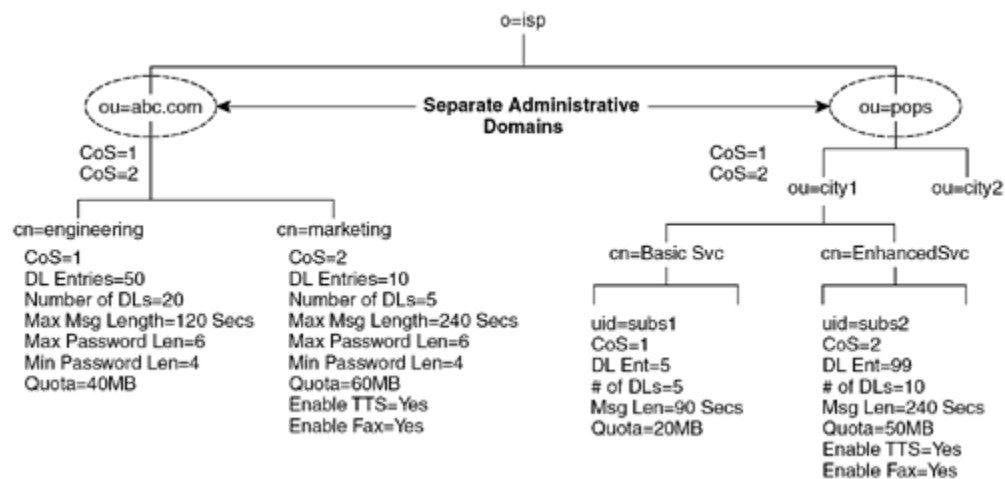 o=isp
ou=abc.com
Separate Administrative
Domains
ou=pops
CoS=1
CoS=2
CoS=1
CoS=2
ou=city1
ou=city2
cn=engineering
CoS=1
DL Entries=50
Number of DLs=20
Max Msg Length=120 Secs
Max Password Len=6
Min Password Len=4
Quota=40MB
cn=marketing
CoS=2
DL Entries=10
Number of DLs=5
Max Msg Length=240 Secs
Max Password Len=6
Min Password Len=4
Quota=60MB
Enable TTS=Yes
Enable Fax=Yes
cn=Basic Svc
uid=subs1
CoS=1
DL Ent=5
# of DLs=5
Msg Len=90 Secs
Quota=20MB
cn=EnhancedSvc
uid=subs2
CoS=2
DL Ent=99
# of DLs=10
Msg Len=240 Secs
Quota=50MB
Enable TTS=Yes
Enable Fax=Yes